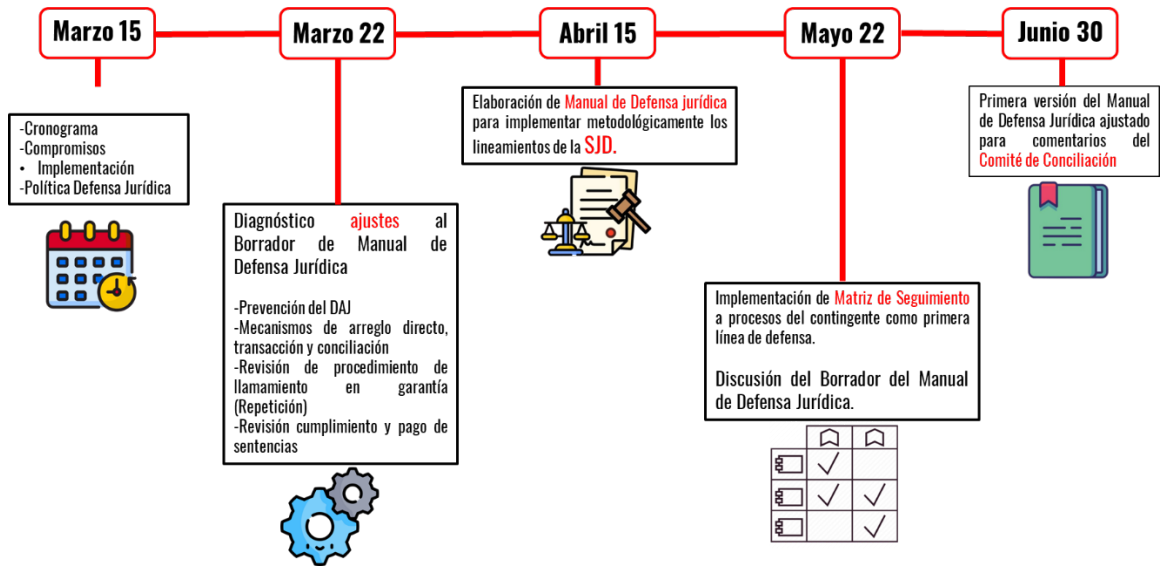 Marzo 15
Marzo 22
Abril 15
Mayo 22
Junio 30
-Cronograma
-Compromisos
• Implementación
-Política Defensa Jurídica
Diagnóstico ajustes al
Borrador de Manual de
Defensa Jurídica
-Prevención del DAJ
-Mecanismos de arreglo directo,
transacción y conciliación
-Revisión de procedimiento de
llamamiento en garantía
(Repetición)
-Revisión cumplimiento y pago de
sentencias
Elaboración de Manual de Defensa jurídica
para implementar metodológicamente los
lineamientos de la SJD.
Implementación de Matriz de Seguimiento
a procesos del contingente como primera
línea de defensa.
Discusión del Borrador del Manual
de Defensa Jurídica.
Primera versión del Manual
de Defensa Jurídica ajustado
para comentarios del
Comité de Conciliación